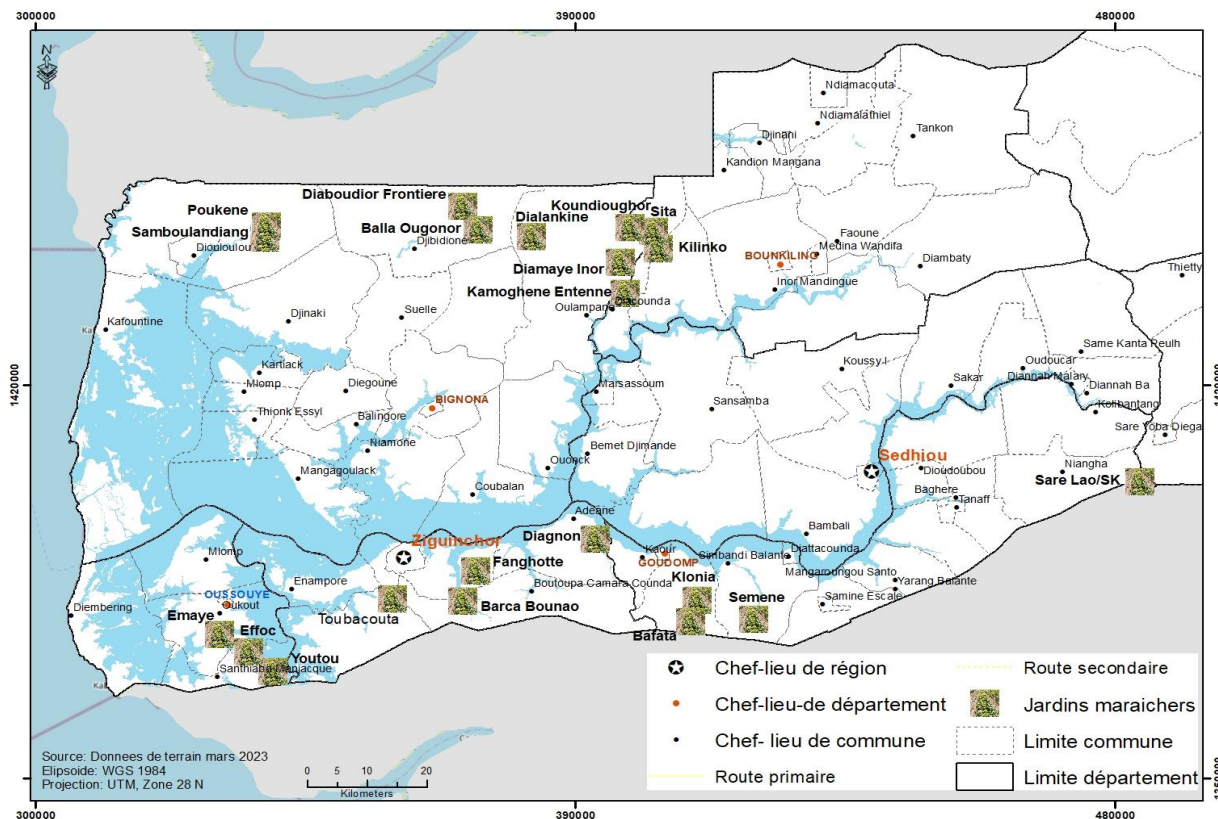 300000
390000
480000
N
Ndiamacouta
Ndiamalathiel
Tankon
Djinani
Kandion Mangana
Diaboudior Frontiere
Koundioughor
Poukene
Sita
Samboulandiang
Balla Ougonor
Dialankine
Diouloulou
Djibidione
Kilinko
Faoune
Medina Wandifa
BOUNKILING
Diambaty
Thietty
Diamaye Inor
Kamoghene Entenne
Inor Mandingue
Oulampane
Diacounda
Kafountine
Djinaki
Suelle
Same Kanta Reulh
Kartiack
Koussy I
Oudoucar
1420000
Mlomp
Diegoune
Marsassoum
Sakar
Diannah Malary
Diannah Ba
Kolibantang
BIGNONA
Sansamba
Thionk Essyl
Balingore
Sare Yoba Diega
Niamone
Bemet Djimande
Sedhiou
Mangagoulack
Ouonck
Dioudoubou
Niangha
Sare Lao/SK
Coubalan
Baghere
Tanaff
Adeane
Ziguinchor
Diagnon
Bambali
Mlomp
Kaour
GOUDOMP
Simbandi Balante
Diattacounda
Fanghotte
Mangaroungou Santo
Enampore
Boutoupa Camara Counda
Klonia
Yarang Balante
OUSSOUYE
Oukout
Diembering
Barca Bounao
Semene
Samine Escale
Emaye
Toubacouta
Effoc
Bafata
Youtou
Santhiaba Manjacque
Chef-lieu de région
Route secondaire
Chef-lieu-de département
Jardins maraichers
Chef- lieu de commune
Limite commune
Route primaire
Limite département
Source: Donnees de terrain mars 2023
Elipsoide: WGS 1984
Projection: UTM, Zone 28 N
0 5 10 20
Kilometers
300000
390000
480000